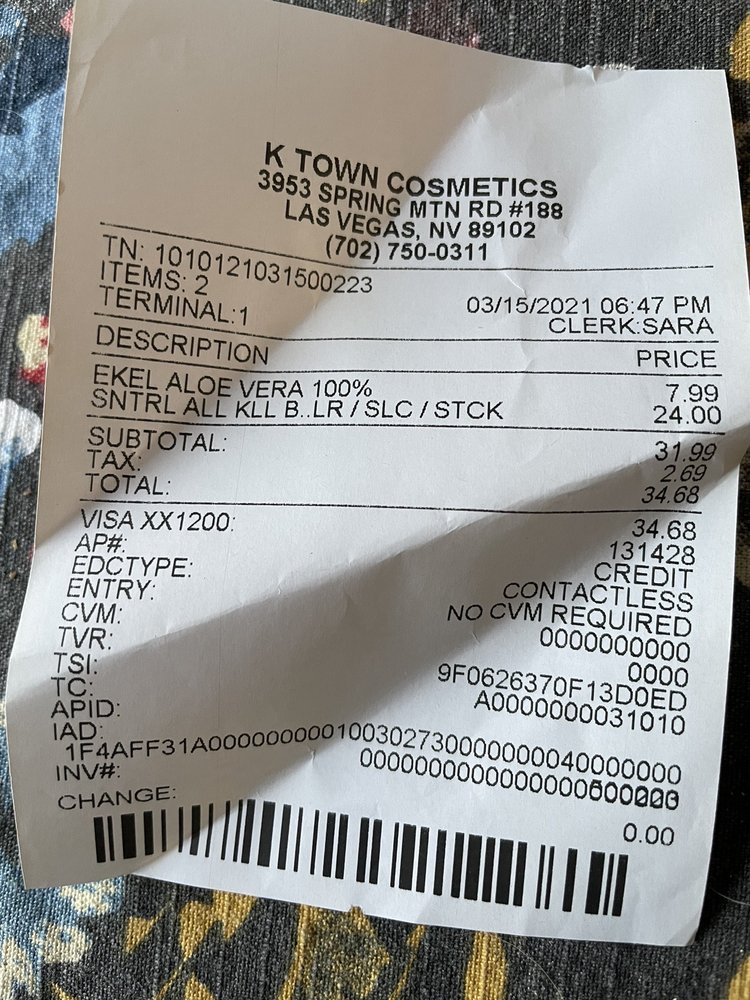 K TOWN COSMETICS
3953 SPRING MTN RD #188
LAS VEGAS, NV 89102
(702) 750-0311
TN: 1010121031500223
ITEMS: 2 03/15/2021 06:47 PM
TERMINAL:1 CLERK:SARA
DESCRIPTION PRICE
EKEL ALOE VERA 100% 7.99
SNTRL ALL KLL B..LR / SLC / STCK 24.00
SUBTOTAL: 31.99
TAX: 2.69
TOTAL: 34.68
VISA XX1200: 34.68
AP#: 131428
EDCTYPE: CREDIT
ENTRY: CONTACTLESS
CVM: NO CVM REQUIRED
TVR: 0000000000
TSI: 0000
TC: 9F0626370F13D0ED
APID: A0000000031010
IAD:
1F4AFF31A000000000100302730000000040000000
INV#:
CHANGE: 0.00